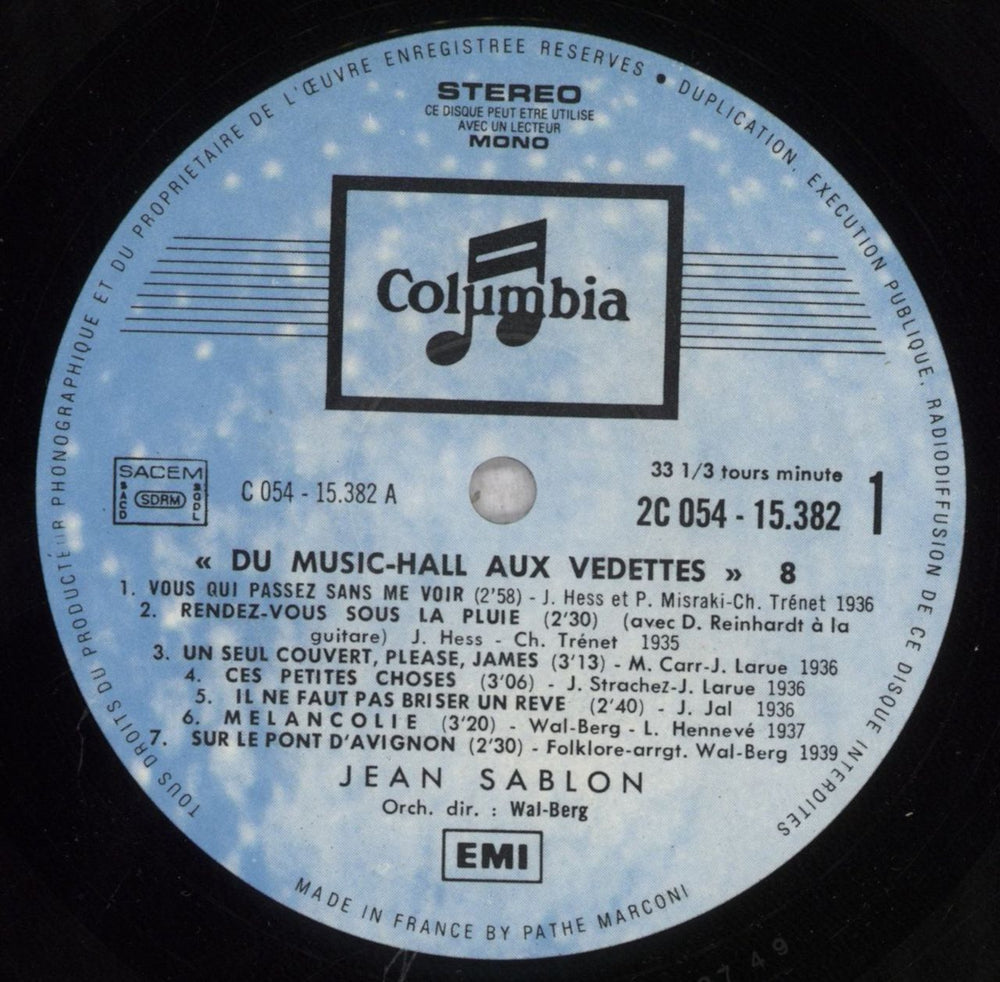 TOUS DROITS DU PRODUCTEUR PHONOGRAPHIQUE ET DU PROPRIETAIRE DE L'ŒUVRE ENREGISTREE RESERVES • DUPLICATION, EXECUTION PUBLIQUE, RADIODIFFUSION DE CE DISQUE INTERDITES
STEREO
CE DISQUE PEUT ETRE UTILISE
AVEC UN LECTEUR
MONO
Columbia
SACEM
SACD
SDRM
SGDL
C 054 - 15.382 A
33 1/3 tours minute
2C 054 - 15.382
1
« DU MUSIC-HALL AUX VEDETTES » 8
1. VOUS QUI PASSEZ SANS ME VOIR (2'58) - J. Hess et P. Misraki-Ch. Trénet 1936
2. RENDEZ-VOUS SOUS LA PLUIE (2'30) (avec D. Reinhardt à la
guitare) J. Hess - Ch. Trénet 1935
3. UN SEUL COUVERT, PLEASE, JAMES (3'13) - M. Carr-J. Larue 1936
4. CES PETITES CHOSES (3'06) - J. Strachez-J. Larue 1936
5. IL NE FAUT PAS BRISER UN REVE (2'40) - J. Jal 1936
6. MELANCOLIE (3'20) - Wal-Berg - L. Hennevé 1937
7. SUR LE PONT D'AVIGNON (2'30) - Folklore-arrgt. Wal-Berg 1939
JEAN SABLON
Orch. dir. : Wal-Berg
EMI
MADE IN FRANCE BY PATHE MARCONI